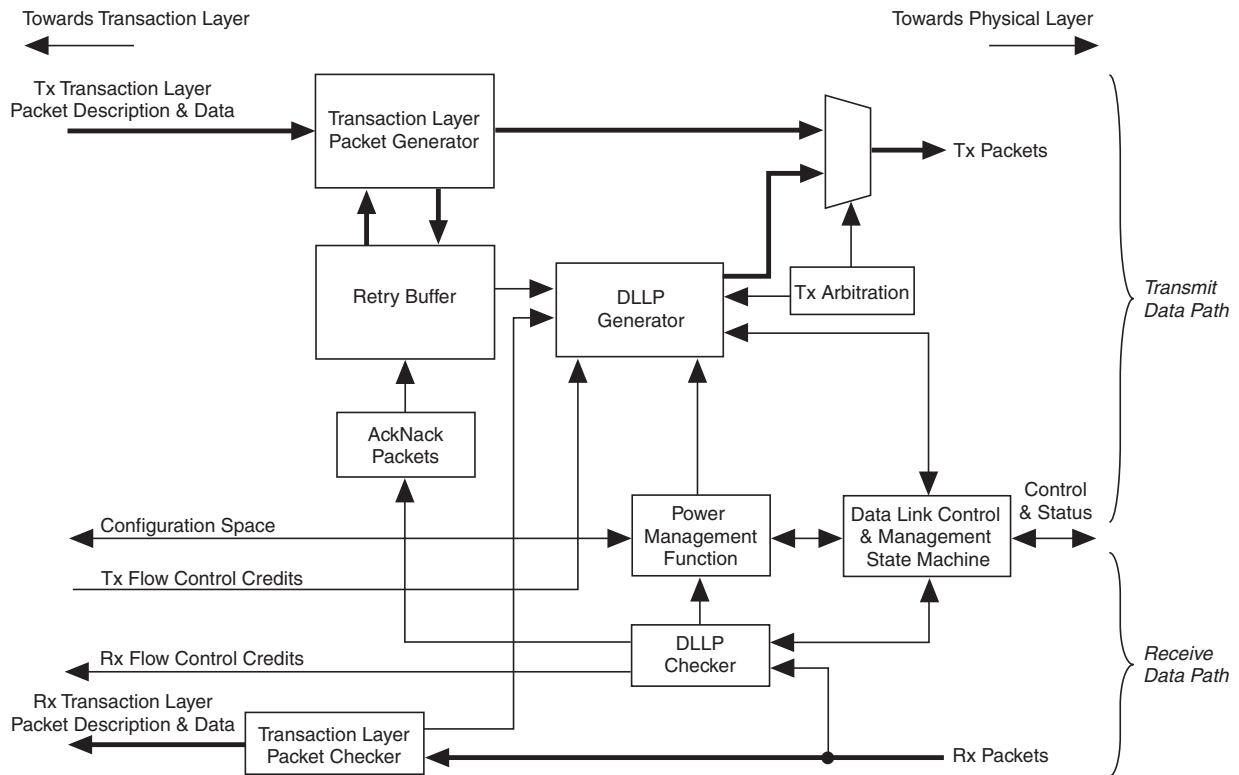 Towards Transaction Layer
Towards Physical Layer
Tx Transaction Layer
Packet Description & Data
Transaction Layer
Packet Generator
Tx Packets
Retry Buffer
DLLP
Generator
Tx Arbitration
Transmit
Data Path
AckNack
Packets
Configuration Space
Power
Management
Function
Data Link Control
& Management
State Machine
Control
& Status
Tx Flow Control Credits
Rx Flow Control Credits
DLLP
Checker
Receive
Data Path
Rx Transaction Layer
Packet Description & Data
Transaction Layer
Packet Checker
Rx Packets